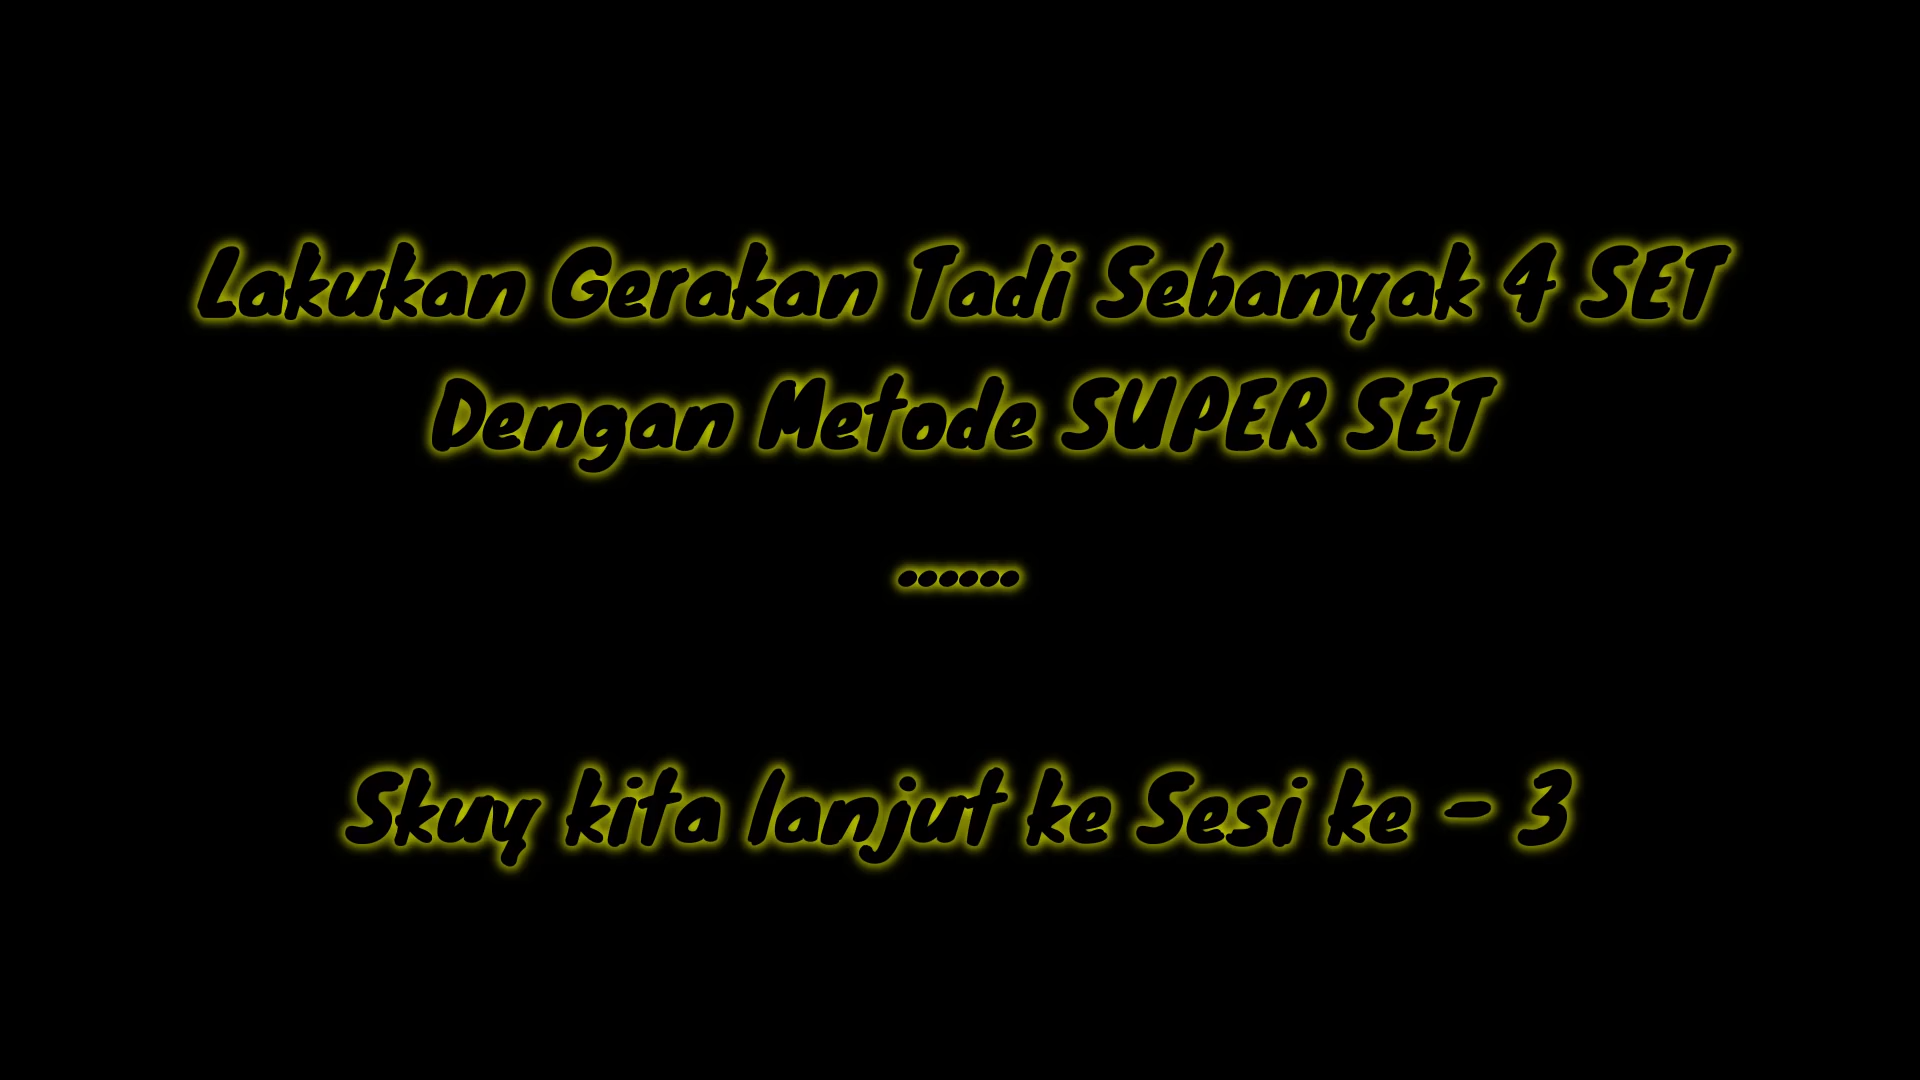 Lakukan Gerakan Tadi Sebanyak 4 SET
Dengan Metode SUPER SET
......
Skuy kita lanjut ke Sesi ke - 3